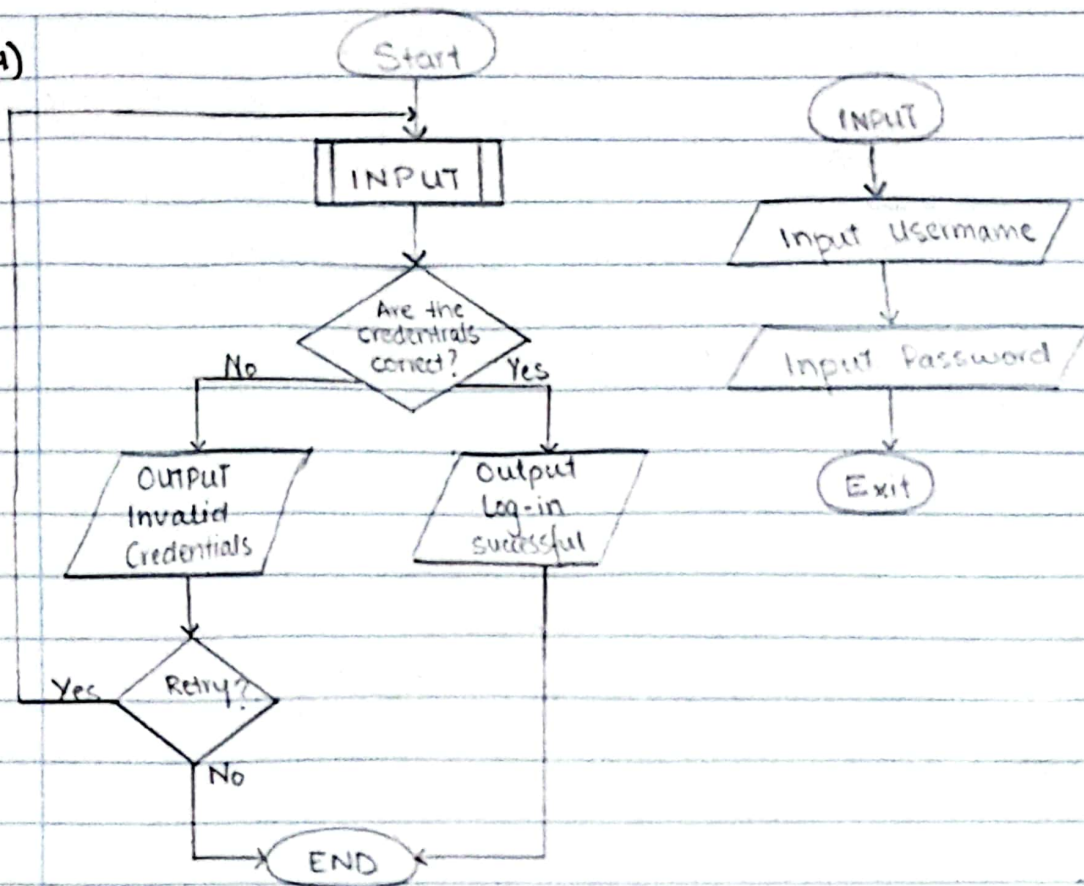 4)
Start
INPUT
Are the
credentials
correct?
No
Yes
OUTPUT
Invalid
Credentials
Output
Log-in
successful
Retry?
Yes
No
END
INPUT
Input Username
Input Password
Exit